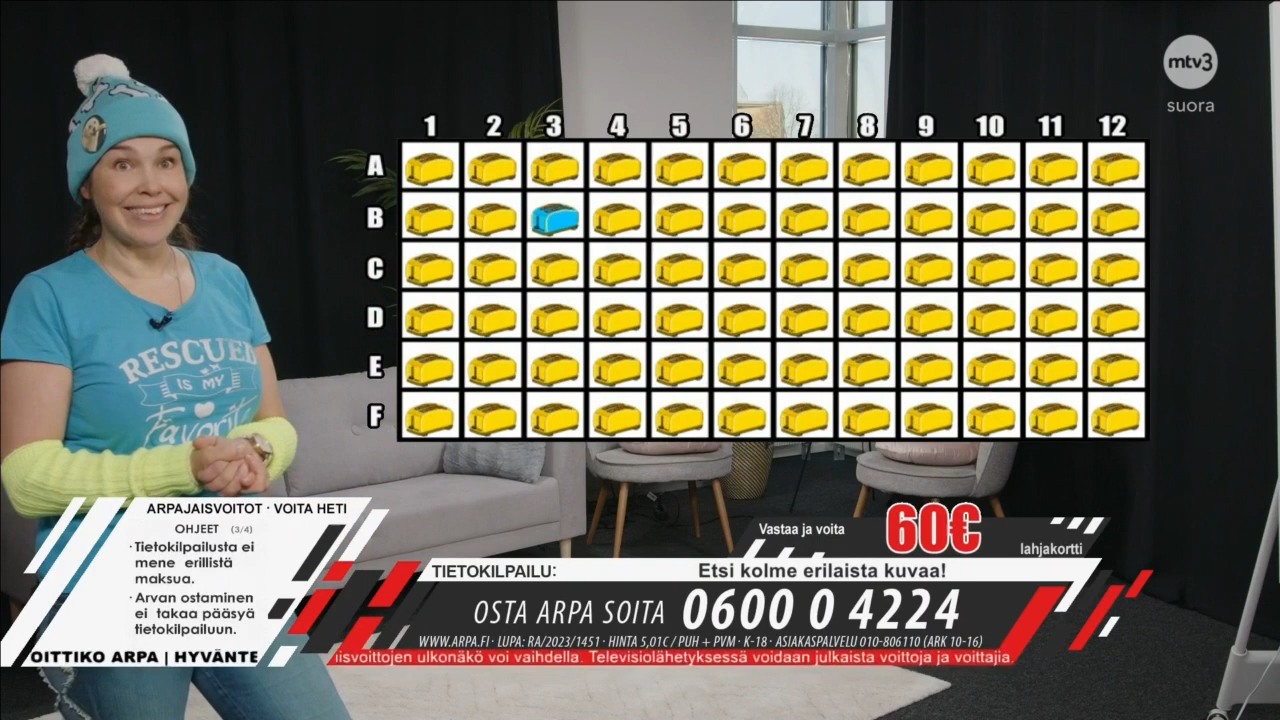 mtv3
suora
1 2 3 4 5 6 7 8 9 10 11 12
A
B
C
D
E
F
RESCUED
IS MY
Favorite
ARPAJAISVOITOT · VOITA HETI
OHJEET (3/4)
· Tietokilpailusta ei
mene erillistä
maksua.
· Arvan ostaminen
ei takaa pääsyä
tietokilpailuun.
OITTIKO ARPA | HYVÄNTE
Vastaa ja voita
60€
lahjakortti
TIETOKILPAILU:
Etsi kolme erilaista kuvaa!
OSTA ARPA SOITA 0600 0 4224
WWW.ARPA.FI · LUPA: RA/2023/1451 · HINTA 5,01€ / PUH + PVM · K-18 · ASIAKASPALVELU 010-806110 (ARK 10-16)
iisvoittojen ulkonäkö voi vaihdella. Televisiolähetyksessä voidaan julkaista voittoja ja voittajia.